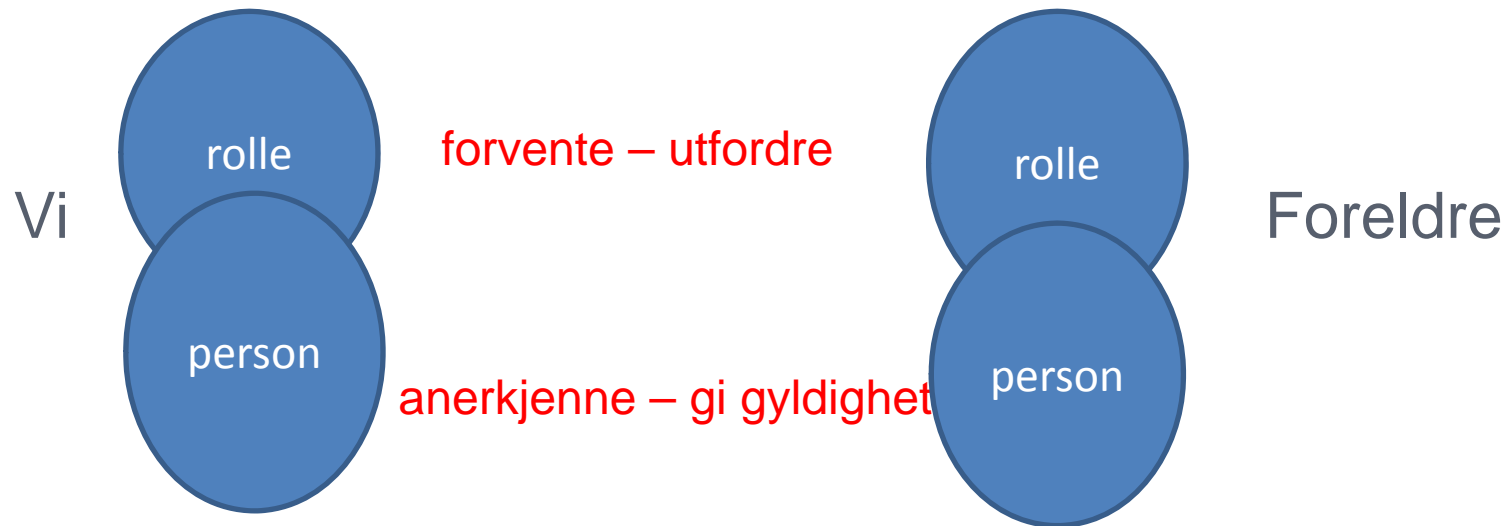 rolle
forvente – utfordre
rolle
Vi
Foreldre
person
anerkjenne – gi gyldighet
person